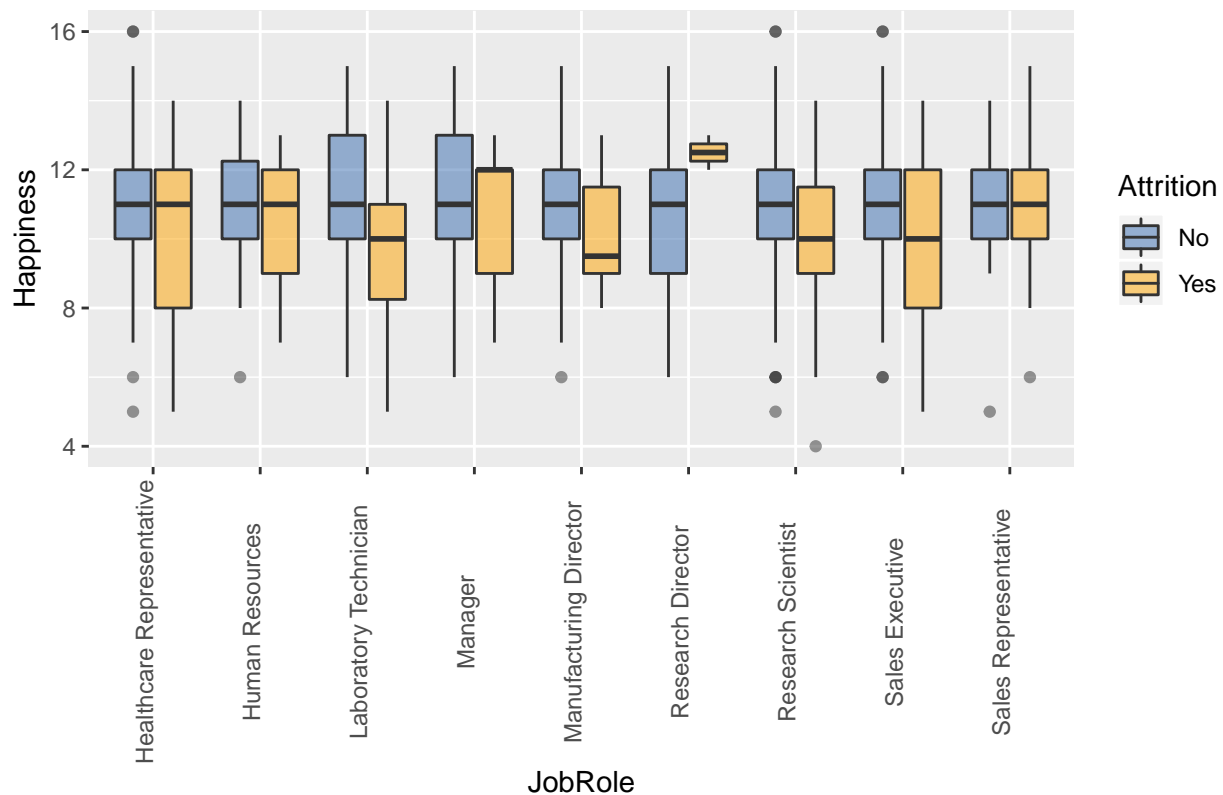 16
12
8
4
Happiness
Healthcare Representative
Human Resources
Laboratory Technician
Manager
Manufacturing Director
Research Director
Research Scientist
Sales Executive
Sales Representative
JobRole
Attrition
No
Yes